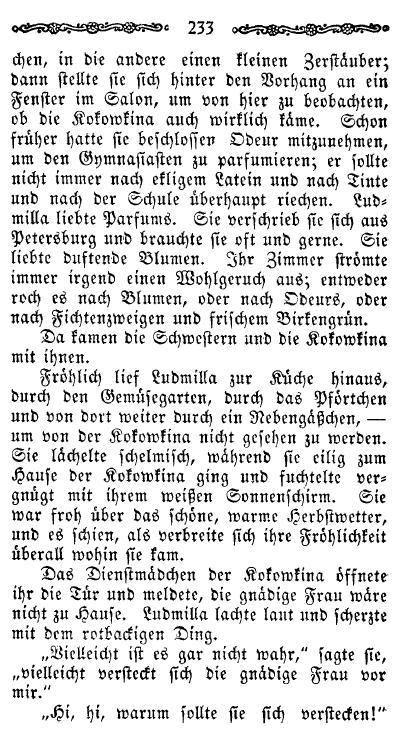 233
chen, in die andere einen kleinen Zerstäuber;
dann stellte sie sich hinter den Vorhang an ein
Fenster im Salon, um von hier zu beobachten,
ob die Kokowkina auch wirklich käme. Schon
früher hatte sie beschlossen Odeur mitzunehmen,
um den Gymnasiasten zu parfumieren; er sollte
nicht immer nach ekligem Latein und nach Tinte
und nach der Schule überhaupt riechen. Lud-
milla liebte Parfums. Sie verschrieb sie sich aus
Petersburg und brauchte sie oft und gerne. Sie
liebte duftende Blumen. Ihr Zimmer strömte
immer irgend einen Wohlgeruch aus; entweder
roch es nach Blumen, oder nach Odeurs, oder
nach Fichtenzweigen und frischem Birkengrün.
Da kamen die Schwestern und die Kokowkina
mit ihnen.
Fröhlich lief Ludmilla zur Küche hinaus,
durch den Gemüsegarten, durch das Pförtchen
und von dort weiter durch ein Nebengäßchen, —
um von der Kokowkina nicht gesehen zu werden.
Sie lächelte schelmisch, während sie eilig zum
Hause der Kokowkina ging und fuchtelte ver-
gnügt mit ihrem weißen Sonnenschirm. Sie
war froh über das schöne, warme Herbstwetter,
und es schien, als verbreite sich ihre Fröhlichkeit
überall wohin sie kam.
Das Dienstmädchen der Kokowkina öffnete
ihr die Tür und meldete, die gnädige Frau wäre
nicht zu Hause. Ludmilla lachte laut und scherzte
mit dem rotbackigen Ding.
„Vielleicht ist es gar nicht wahr,“ sagte sie,
„vielleicht versteckt sich die gnädige Frau vor
mir.“
„Hi, hi, warum sollte sie sich verstecken!“